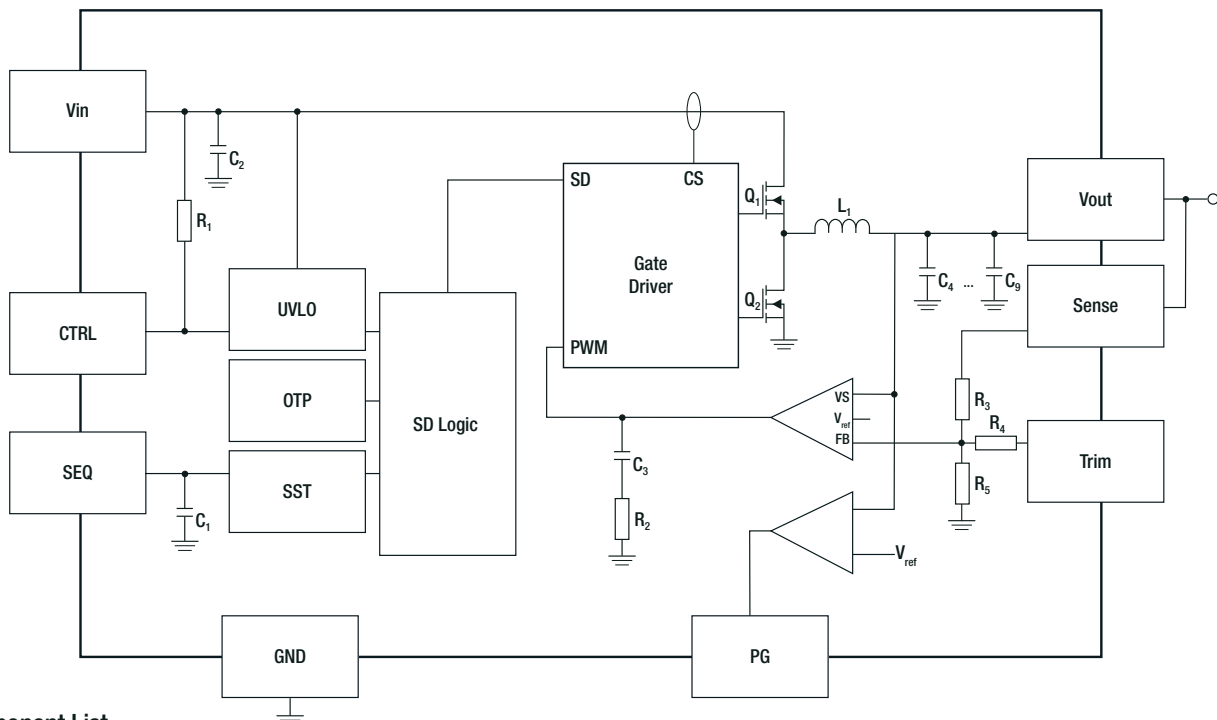 Vin
C2
R1
SD
CS
Q1
L1
Vout
Gate
Driver
CTRL
UVLO
Q2
C4 ... C9
Sense
PWM
OTP
SD Logic
VS
Vref
FB
R3
R4
Trim
SEQ
SST
C3
R5
C1
R2
Vref
GND
PG